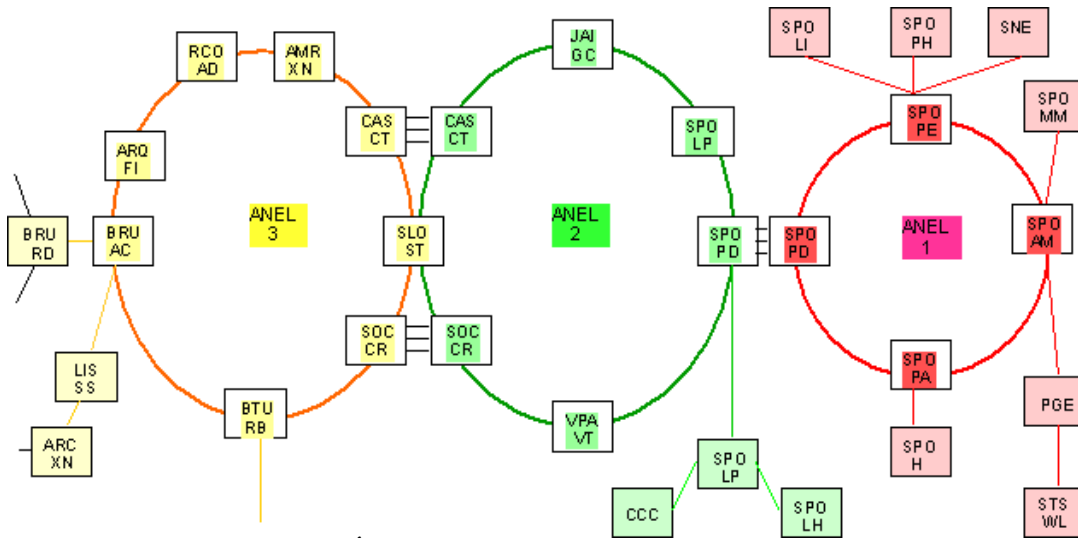 RCO
AD
AMR
XN
JAI
GC
SPO
LI
SPO
PH
SNE
CAS
CT
CAS
CT
SPO
LP
SPO
PE
SPO
MM
ARQ
FI
BRU
RD
BRU
AC
ANEL
3
SLO
ST
ANEL
2
SPO
PD
SPO
PD
ANEL
1
SPO
AM
SOC
CR
SOC
CR
LIS
SS
SPO
PA
BTU
RB
VPA
VT
PGE
ARC
XN
SPO
H
SPO
LP
CCC
SPO
LH
STS
WL